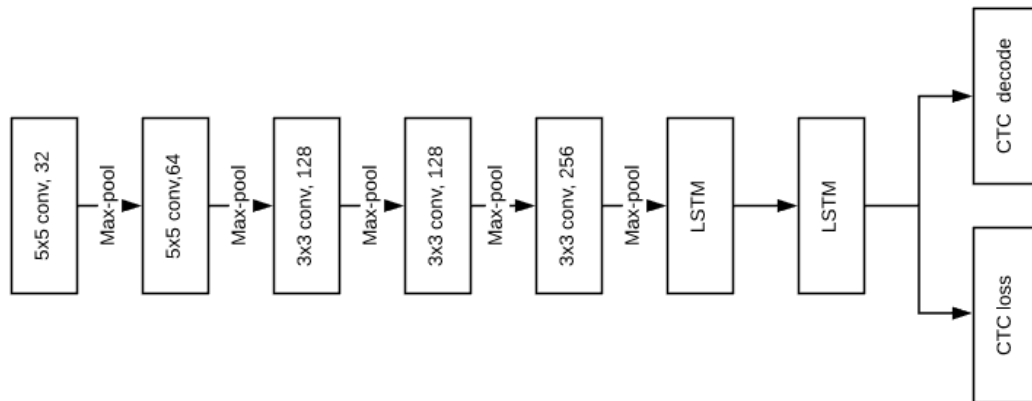 5x5 conv, 32
Max-pool
5x5 conv,64
Max-pool
3x3 conv, 128
Max-pool
3x3 conv, 128
Max-pool
3x3 conv, 256
Max-pool
LSTM
LSTM
CTC decode
CTC loss